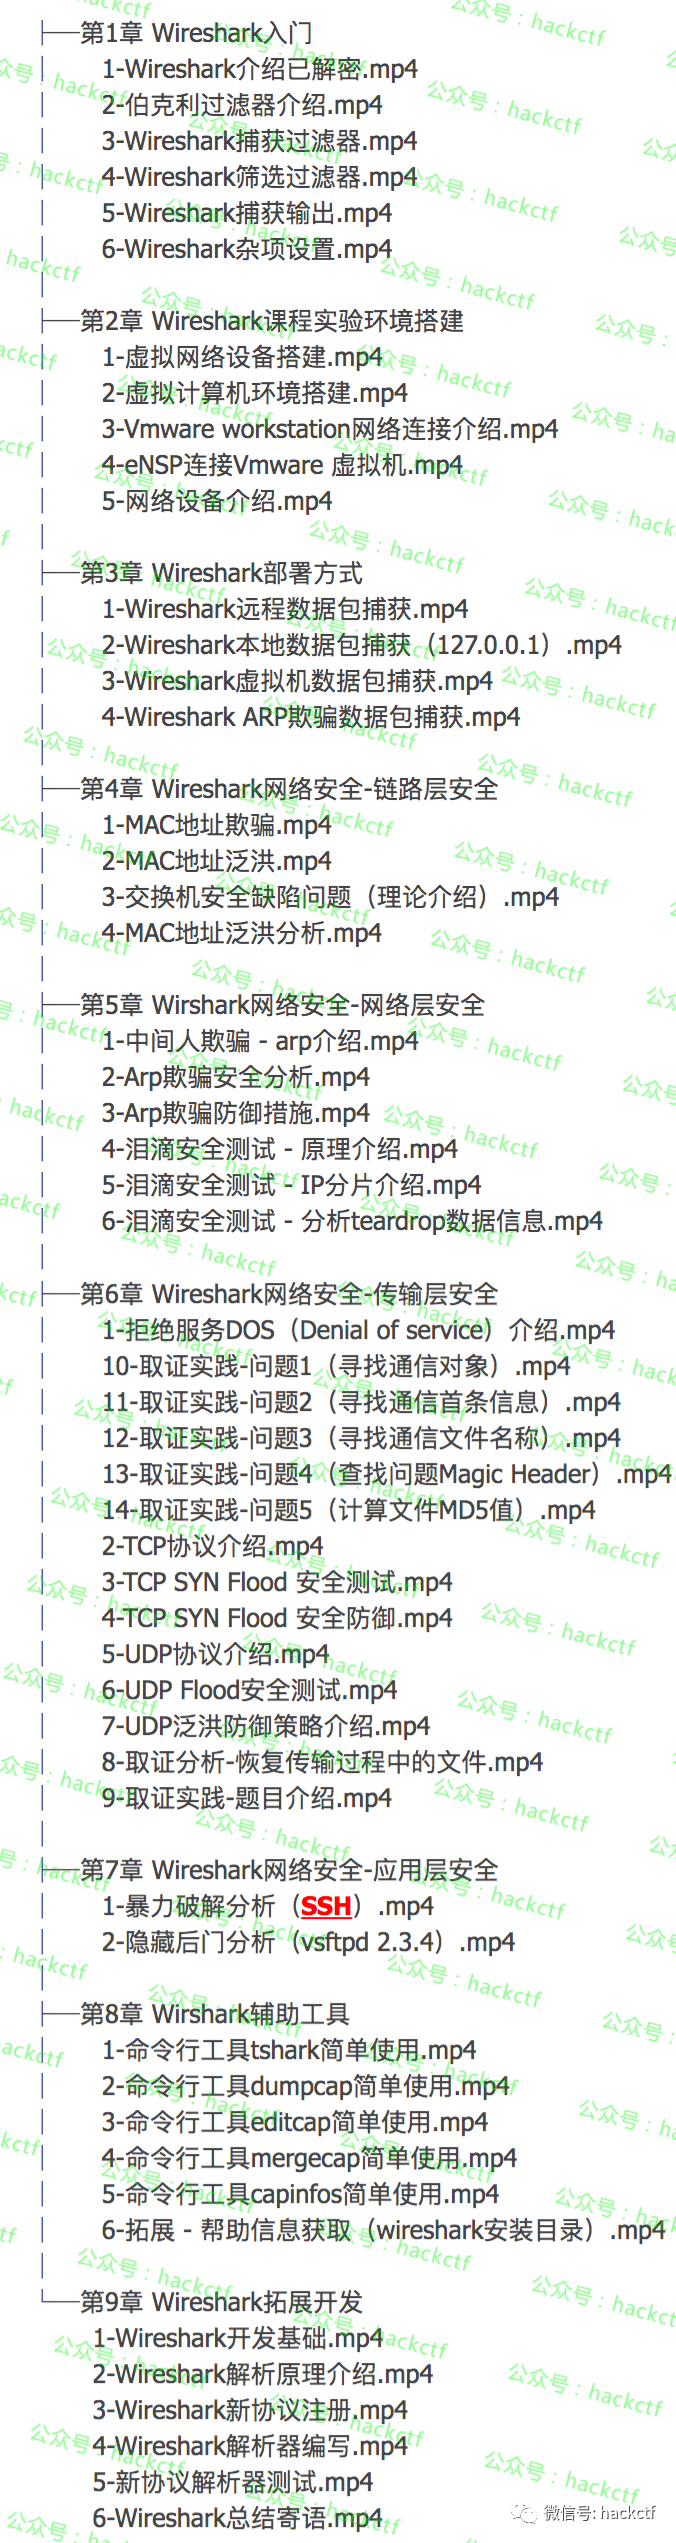 第1章 Wireshark入门
1-Wireshark介绍已解密.mp4
2-伯克利过滤器介绍.mp4
3-Wireshark捕获过滤器.mp4
4-Wireshark筛选过滤器.mp4
5-Wireshark捕获输出.mp4
6-Wireshark杂项设置.mp4
第2章 Wireshark课程实验环境搭建
1-虚拟网络设备搭建.mp4
2-虚拟计算机环境搭建.mp4
3-Vmware workstation网络连接介绍.mp4
4-eNSP连接Vmware 虚拟机.mp4
5-网络设备介绍.mp4
第3章 Wireshark部署方式
1-Wireshark远程数据包捕获.mp4
2-Wireshark本地数据包捕获（127.0.0.1）.mp4
3-Wireshark虚拟机数据包捕获.mp4
4-Wireshark ARP欺骗数据包捕获.mp4
第4章 Wireshark网络安全-链路层安全
1-MAC地址欺骗.mp4
2-MAC地址泛洪.mp4
3-交换机安全缺陷问题（理论介绍）.mp4
4-MAC地址泛洪分析.mp4
第5章 Wirshark网络安全-网络层安全
1-中间人欺骗 - arp介绍.mp4
2-Arp欺骗安全分析.mp4
3-Arp欺骗防御措施.mp4
4-泪滴安全测试 - 原理介绍.mp4
5-泪滴安全测试 - IP分片介绍.mp4
6-泪滴安全测试 - 分析teardrop数据信息.mp4
第6章 Wireshark网络安全-传输层安全
1-拒绝服务DOS（Denial of service）介绍.mp4
10-取证实践-问题1（寻找通信对象）.mp4
11-取证实践-问题2（寻找通信首条信息）.mp4
12-取证实践-问题3（寻找通信文件名称）.mp4
13-取证实践-问题4（查找问题Magic Header）.mp4
14-取证实践-问题5（计算文件MD5值）.mp4
2-TCP协议介绍.mp4
3-TCP SYN Flood 安全测试.mp4
4-TCP SYN Flood 安全防御.mp4
5-UDP协议介绍.mp4
6-UDP Flood安全测试.mp4
7-UDP泛洪防御策略介绍.mp4
8-取证分析-恢复传输过程中的文件.mp4
9-取证实践-题目介绍.mp4
第7章 Wireshark网络安全-应用层安全
1-暴力破解分析（SSH）.mp4
2-隐藏后门分析（vsftpd 2.3.4）.mp4
第8章 Wirshark辅助工具
1-命令行工具tshark简单使用.mp4
2-命令行工具dumpcap简单使用.mp4
3-命令行工具editcap简单使用.mp4
4-命令行工具mergecap简单使用.mp4
5-命令行工具capinfos简单使用.mp4
6-拓展 - 帮助信息获取（wireshark安装目录）.mp4
第9章 Wireshark拓展开发
1-Wireshark开发基础.mp4
2-Wireshark解析原理介绍.mp4
3-Wireshark新协议注册.mp4
4-Wireshark解析器编写.mp4
5-新协议解析器测试.mp4
6-Wireshark总结寄语.mp4
微信号: hackctf
公众号 : hackctf